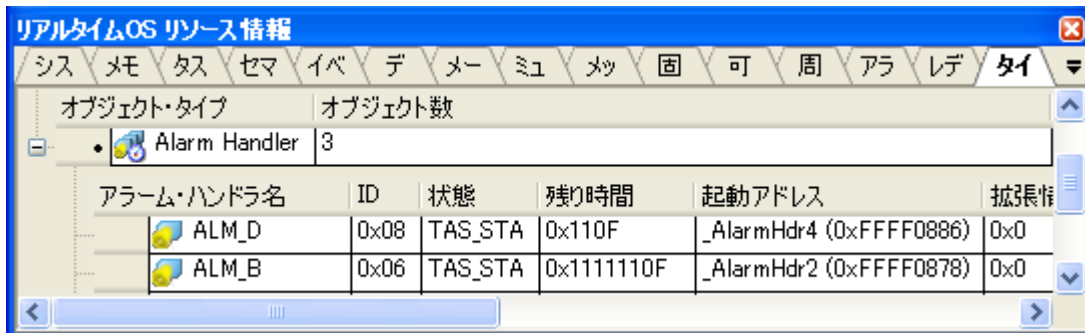 リアルタイムOS リソース情報
シス メモ タス セマ イベ デ メー ミュ メッ 固 可 周 アラ レデ タイ
オブジェクト・タイプ オブジェクト数
Alarm Handler 3
アラーム・ハンドラ名 ID 状態 残り時間 起動アドレス 拡張情
ALM_D 0x08 TAS_STA 0x110F _AlarmHdr4 (0xFFFF0886) 0x0
ALM_B 0x06 TAS_STA 0x1111110F _AlarmHdr2 (0xFFFF0878) 0x0